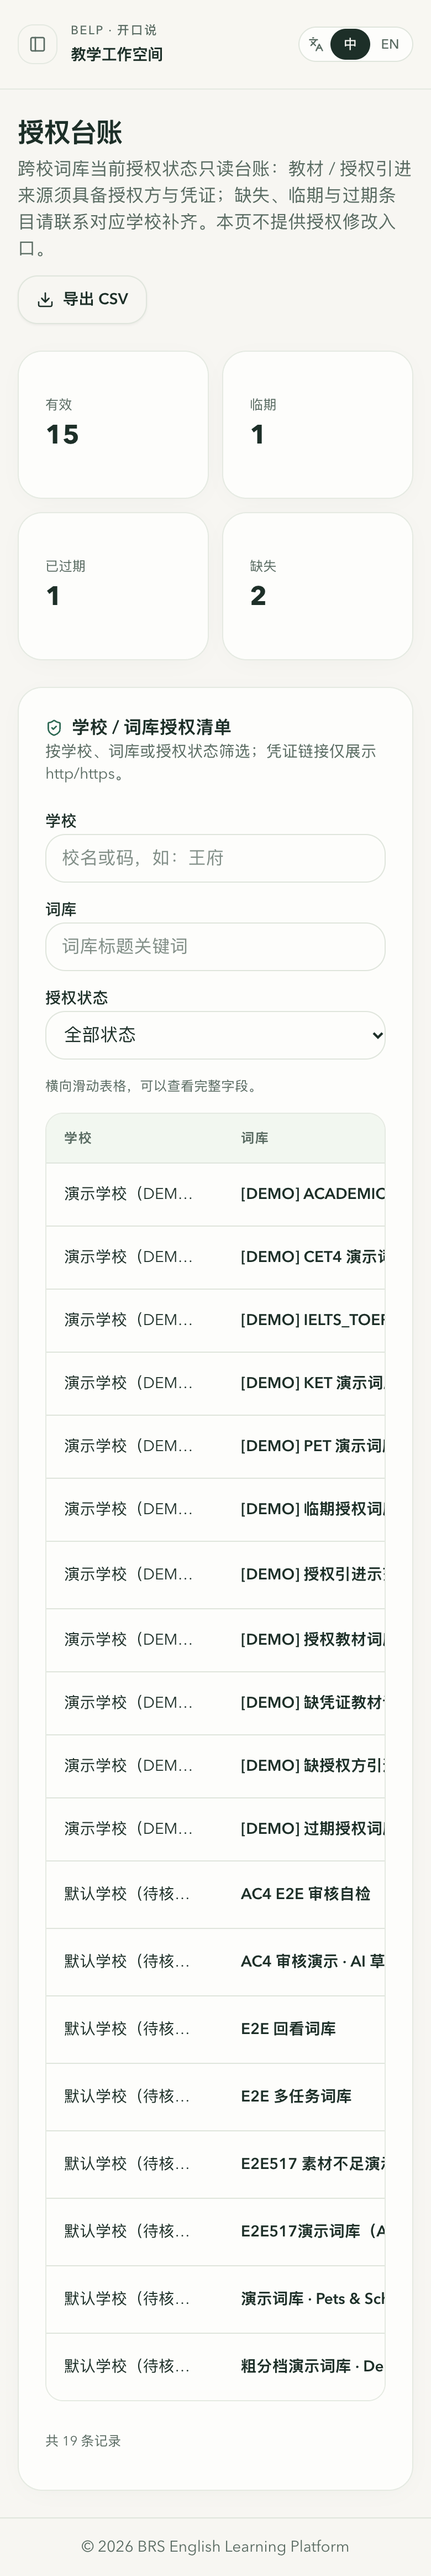 BELP · 开口说
教学工作空间
中
EN
授权台账
跨校词库当前授权状态只读台账：教材 / 授权引进
来源须具备授权方与凭证；缺失、临期与过期条
目请联系对应学校补齐。本页不提供授权修改入
口。
导出 CSV
有效
临期
15
1
已过期
缺失
1
2
学校 / 词库授权清单
按学校、词库或授权状态筛选；凭证链接仅展示
http/https。
学校
校名或码，如：王府
词库
词库标题关键词
授权状态
全部状态
横向滑动表格，可以查看完整字段。
学校 词库
演示学校（DEM… [DEMO] ACADEMIC
演示学校（DEM… [DEMO] CET4 演示
演示学校（DEM… [DEMO] IELTS_TOEF
演示学校（DEM… [DEMO] KET 演示词
演示学校（DEM… [DEMO] PET 演示词
演示学校（DEM… [DEMO] 临期授权词
演示学校（DEM… [DEMO] 授权引进示
演示学校（DEM… [DEMO] 授权教材词
演示学校（DEM… [DEMO] 缺凭证教材
演示学校（DEM… [DEMO] 缺授权方引
演示学校（DEM… [DEMO] 过期授权词
默认学校（待核… AC4 E2E 审核自检
默认学校（待核… AC4 审核演示 · AI 草
默认学校（待核… E2E 回看词库
默认学校（待核… E2E 多任务词库
默认学校（待核… E2E517 素材不足演
默认学校（待核… E2E517演示词库（A
默认学校（待核… 演示词库 · Pets & Sch
默认学校（待核… 粗分档演示词库 · De
共 19 条记录
© 2026 BRS English Learning Platform